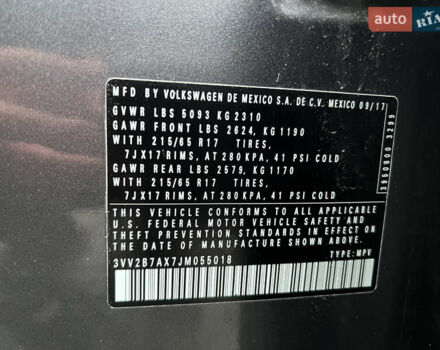 auto RIA
MFD BY VOLKSWAGEN DE MEXICO S.A. DE C.V. MEXICO 09/17
GVWR LBS 5093 KG 2310
GAWR FRONT LBS 2624, KG 1190
WITH 215/65 R17 TIRES,
7JX17 RIMS, AT 280 KPA, 41 PSI COLD
GAWR REAR LBS 2579, KG 1170
WITH 215/65 R17 TIRES,
7JX17 RIMS, AT 280 KPA, 41 PSI COLD
THIS VEHICLE CONFORMS TO ALL APPLICABLE
U.S. FEDERAL MOTOR VEHICLE SAFETY AND
THEFT PREVENTION STANDARDS IN EFFECT ON
THE DATE OF MANUFACTURE SHOWN ABOVE.
3VV2B7AX7JM055018 TYPE: MPV
3950600 3299